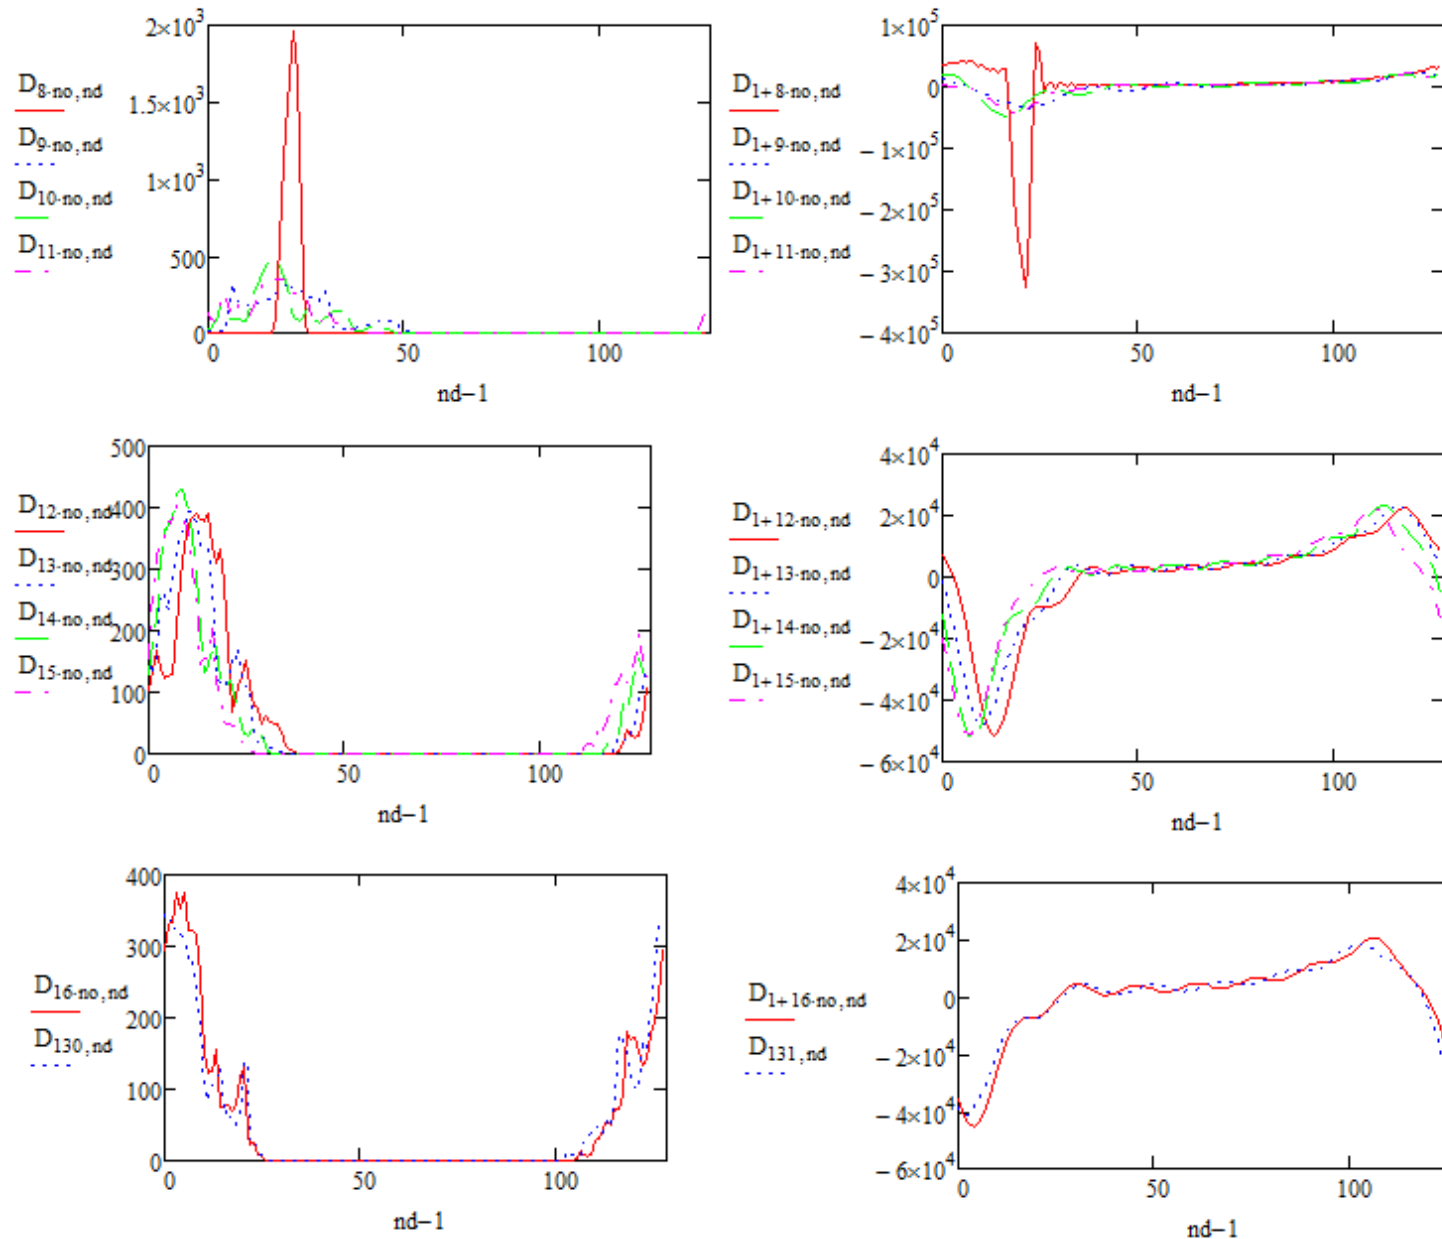 2×10³
1.5×10³
1×10³
500
0
D8·no,nd
D9·no,nd
D10·no,nd
D11·no,nd
0 50 100
nd−1
1×10⁵
0
−1×10⁵
−2×10⁵
−3×10⁵
−4×10⁵
D1+8·no,nd
D1+9·no,nd
D1+10·no,nd
D1+11·no,nd
0 50 100
nd−1
500
400
300
200
100
0
D12·no,nd
D13·no,nd
D14·no,nd
D15·no,nd
0 50 100
nd−1
4×10⁴
2×10⁴
0
−2×10⁴
−4×10⁴
−6×10⁴
D1+12·no,nd
D1+13·no,nd
D1+14·no,nd
D1+15·no,nd
0 50 100
nd−1
400
300
200
100
0
D16·no,nd
D130,nd
0 50 100
nd−1
4×10⁴
2×10⁴
0
−2×10⁴
−4×10⁴
−6×10⁴
D1+16·no,nd
D131,nd
0 50 100
nd−1